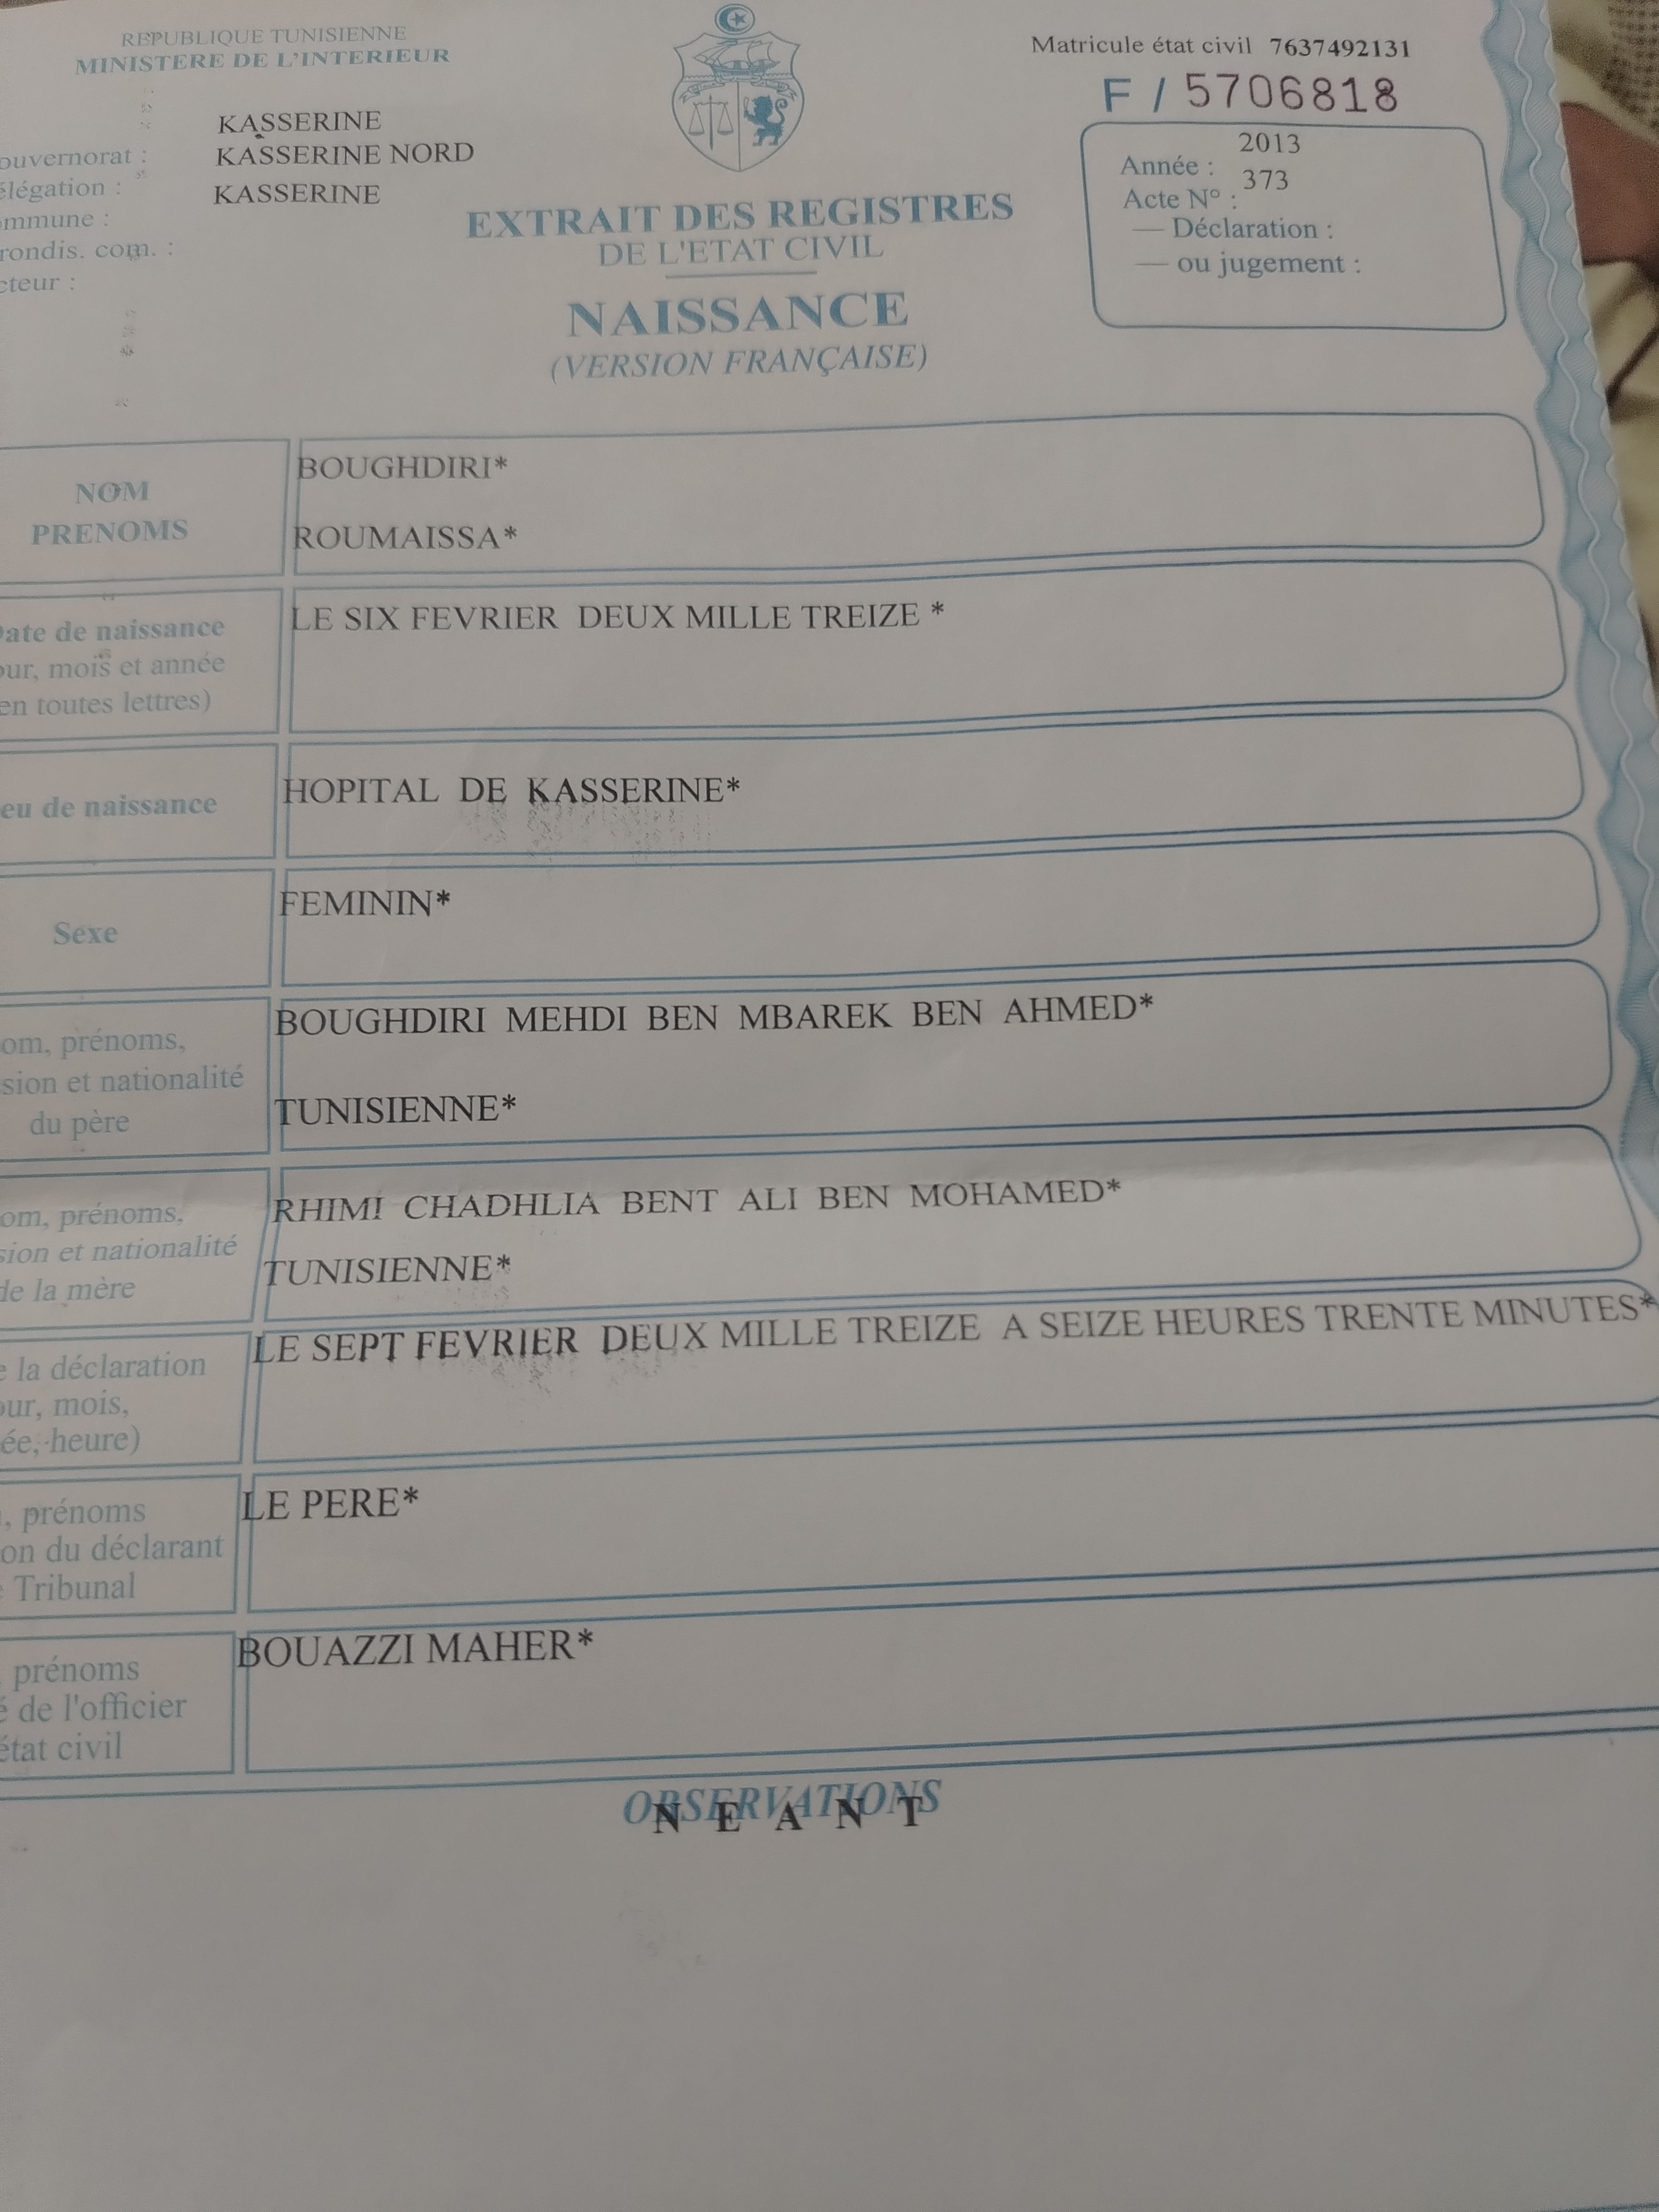 REPUBLIQUE TUNISIENNE
MINISTERE DE L'INTERIEUR
Matricule état civil 7637492131
F / 5706818
KASSERINE
ouvernorat : KASSERINE NORD
élégation : KASSERINE
ommune :
rondis. com. :
cteur :
2013
Année :
373
Acte N° :
— Déclaration :
— ou jugement :
EXTRAIT DES REGISTRES
DE L'ETAT CIVIL
NAISSANCE
(VERSION FRANÇAISE)
NOM
PRENOMS
BOUGHDIRI*
ROUMAISSA*
Date de naissance
our, mois et année
en toutes lettres)
LE SIX FEVRIER DEUX MILLE TREIZE *
eu de naissance
HOPITAL DE KASSERINE*
Sexe
FEMININ*
om, prénoms,
sion et nationalité
du père
BOUGHDIRI MEHDI BEN MBAREK BEN AHMED*
TUNISIENNE*
om, prénoms,
sion et nationalité
de la mère
RHIMI CHADHLIA BENT ALI BEN MOHAMED*
TUNISIENNE*
e la déclaration
our, mois,
ée, heure)
LE SEPT FEVRIER DEUX MILLE TREIZE A SEIZE HEURES TRENTE MINUTES*
, prénoms
on du déclarant
Tribunal
LE PERE*
prénoms
é de l'officier
état civil
BOUAZZI MAHER*
OBSERVATIONS
N E A N T